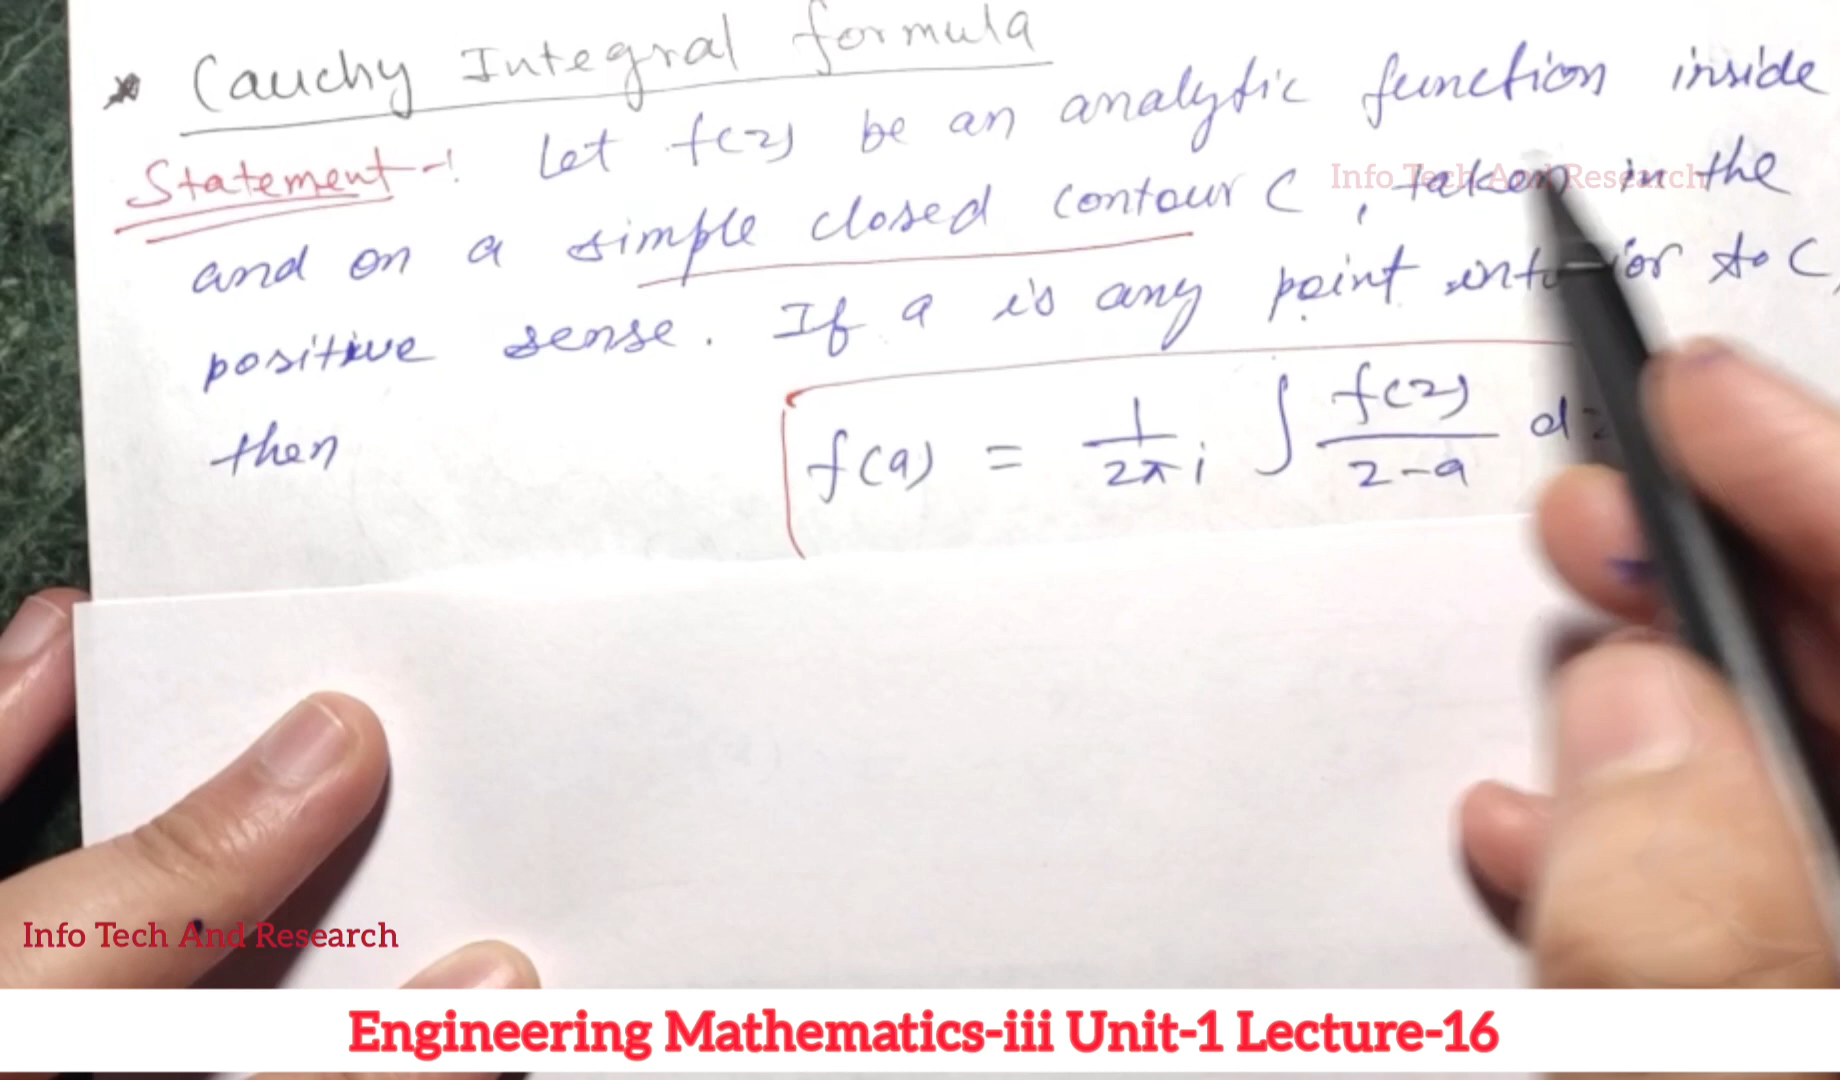 * Cauchy Integral formula
Statement -: Let f(z) be an analytic function inside
and on a simple closed contour C, taken in the
positive sense. If a is any point interior to C,
then f(a) = 1/2πi ∫ f(z)/z-a dz
Info Tech And Research
Info Tech And Research
Engineering Mathematics-iii Unit-1 Lecture-16